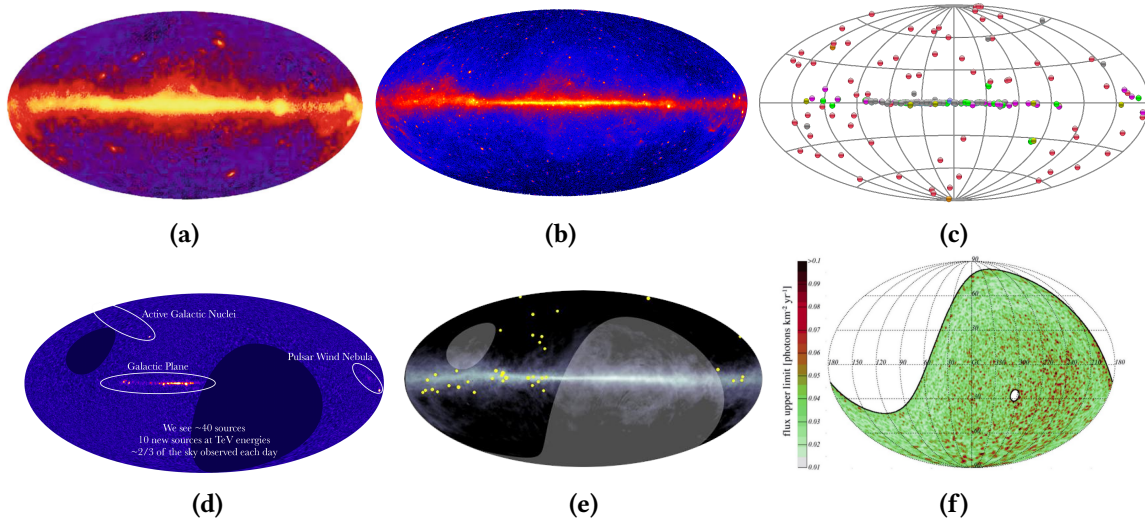 (a)
(b)
(c)
Active Galactic Nuclei
Galactic Plane
Pulsar Wind Nebula
We see ~40 sources
10 new sources at TeV energies
~2/3 of the sky observed each day
(d)
(e)
flux upper limit [photons km⁻² yr⁻¹]
>0.1
0.09
0.08
0.07
0.06
0.05
0.04
0.03
0.02
0.01
90
60
30
180
150
120
90
60
180
(f)